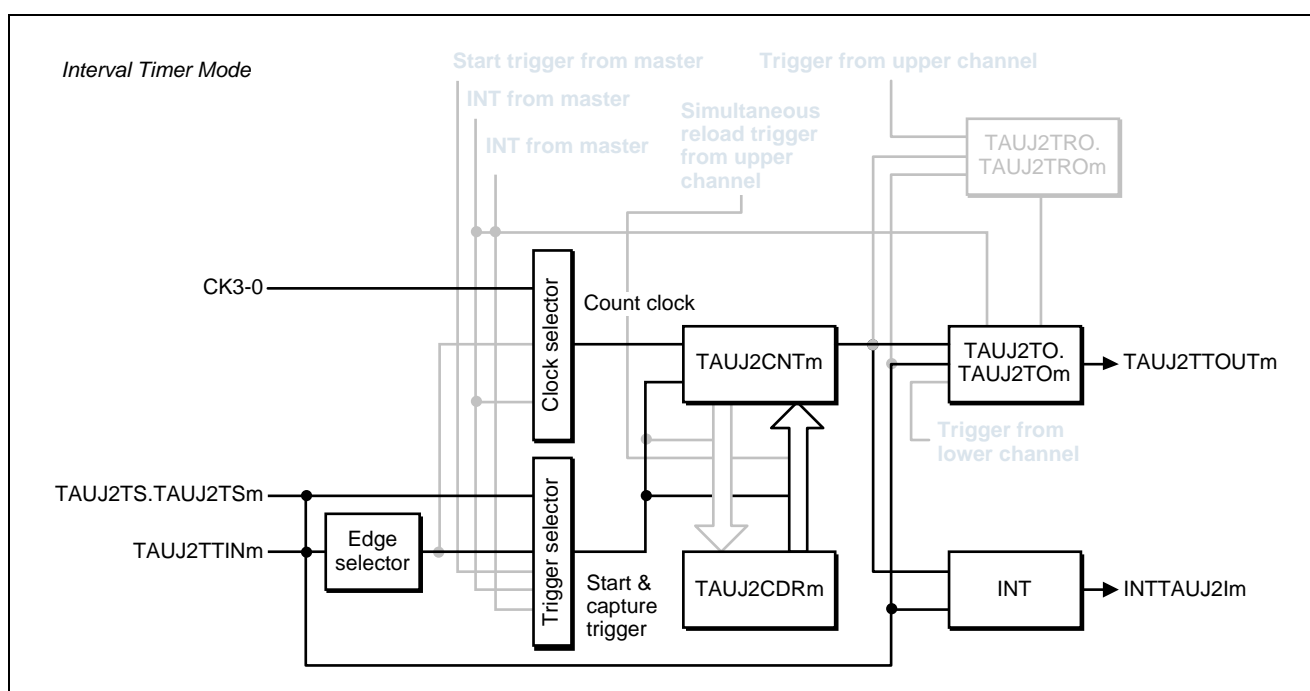 Interval Timer Mode
Start trigger from master
INT from master
INT from master
Simultaneous
reload trigger
from upper
channel
Trigger from upper channel
TAUJ2TRO.
TAUJ2TROm
CK3-0
Clock selector
Count clock
TAUJ2CNTm
TAUJ2TO.
TAUJ2TOm
TAUJ2TTOUTm
Trigger from
lower channel
TAUJ2TS.TAUJ2TSm
TAUJ2TTINm
Edge
selector
Trigger selector
Start &
capture
trigger
TAUJ2CDRm
INT
INTTAUJ2Im